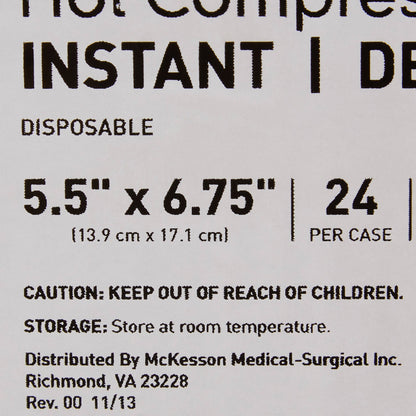 Hot Compres
INSTANT | DE
DISPOSABLE
5.5" x 6.75" | 24
(13.9 cm x 17.1 cm) PER CASE
CAUTION: KEEP OUT OF REACH OF CHILDREN.
STORAGE: Store at room temperature.
Distributed By McKesson Medical-Surgical Inc.
Richmond, VA 23228
Rev. 00 11/13